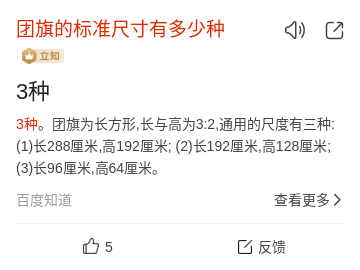 团旗的标准尺寸有多少种
立知
3种
3种。团旗为长方形,长与高为3:2,通用的尺度有三种:
(1)长288厘米,高192厘米; (2)长192厘米,高128厘米;
(3)长96厘米,高64厘米。
百度知道 查看更多
5 反馈